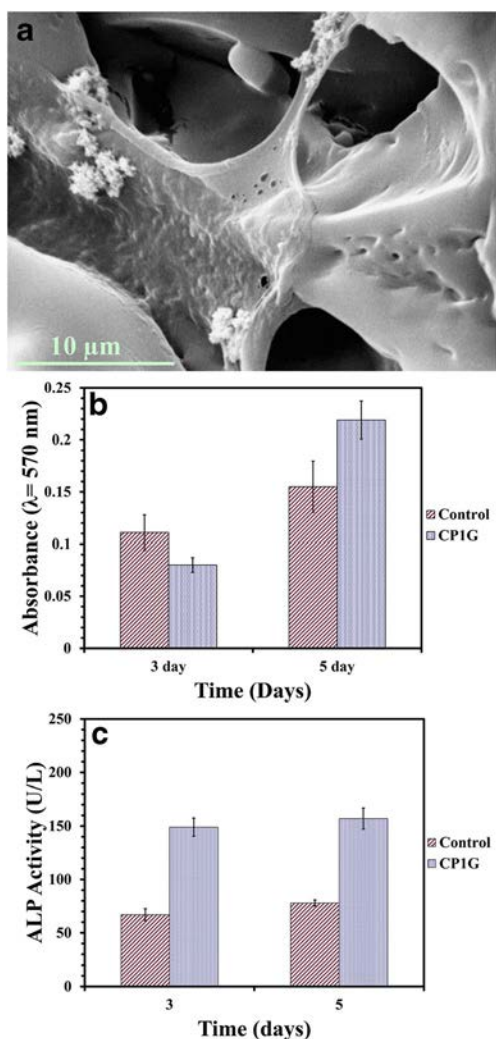 a
10 µm
b
Absorbance (λ= 570 nm)
0.25
0.2
0.15
0.1
0.05
0
3 day
5 day
Time (Days)
Control
CP1G
c
ALP Activity (U/L)
250
200
150
100
50
0
3
5
Time (days)
Control
CP1G